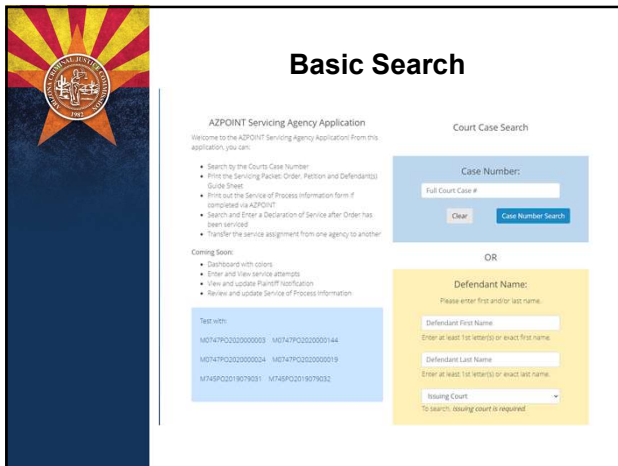 Basic Search
ARIZONA CRIMINAL JUSTICE COMMISSION
1982
AZPOINT Servicing Agency Application
Welcome to the AZPOINT Servicing Agency Application! From this
application, you can:
Search by the Courts Case Number
Print the Servicing Packet: Order, Petition and Defendant(s)
Guide Sheet
Print out the Service of Process Information form if
completed via AZPOINT
Search and Enter a Declaration of Service after Order has
been serviced
Transfer the service assignment from one agency to another
Coming Soon:
Dashboard with colors
Enter and View service attempts
View and update Plaintiff Notification
Review and update Service of Process Information
Test with:
M0747PO2020000003 M0747PO2020000144
M0747PO2020000024 M0747PO2020000019
M745PO2019079031 M745PO2019079032
Court Case Search
Case Number:
Full Court Case #
Clear Case Number Search
OR
Defendant Name:
Please enter first and/or last name.
Defendant First Name
Enter at least 1st letter(s) or exact first name.
Defendant Last Name
Enter at least 1st letter(s) or exact last name.
Issuing Court
To search, issuing court is required.